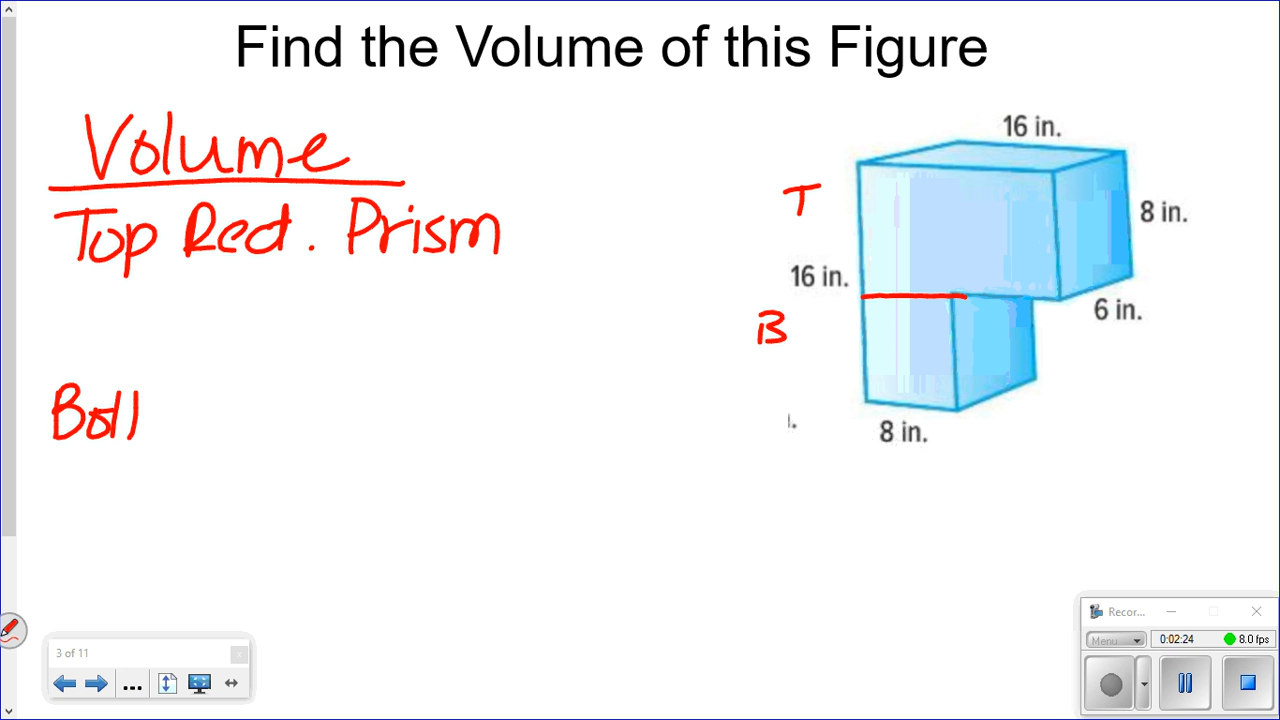 Find the Volume of this Figure
Volume
Top Rect. Prism
16 in.
T
8 in.
16 in.
6 in.
B
8 in.
3 of 11
...
Recor...
Menu
0:02:24
8.0 fps